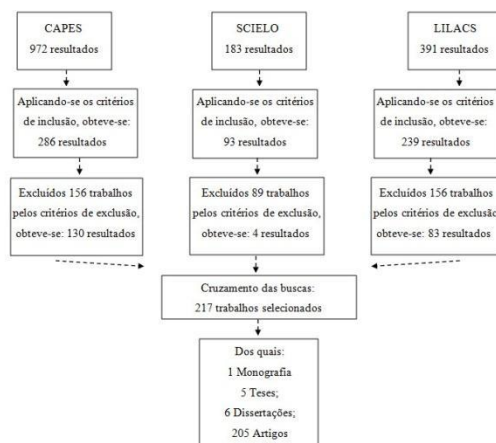 CAPES
972 resultados
SCIELO
183 resultados
LILACS
391 resultados
Aplicando-se os critérios
de inclusão, obteve-se:
286 resultados
Aplicando-se os critérios
de inclusão, obteve-se:
93 resultados
Aplicando-se os critérios
de inclusão, obteve-se:
239 resultados
Excluídos 156 trabalhos
pelos critérios de exclusão,
obteve-se: 130 resultados
Excluídos 89 trabalhos
pelos critérios de exclusão,
obteve-se: 4 resultados
Excluídos 156 trabalhos
pelos critérios de exclusão,
obteve-se: 83 resultados
Cruzamento das buscas:
217 trabalhos selecionados
Dos quais:
1 Monografia
5 Teses;
6 Dissertações;
205 Artigos